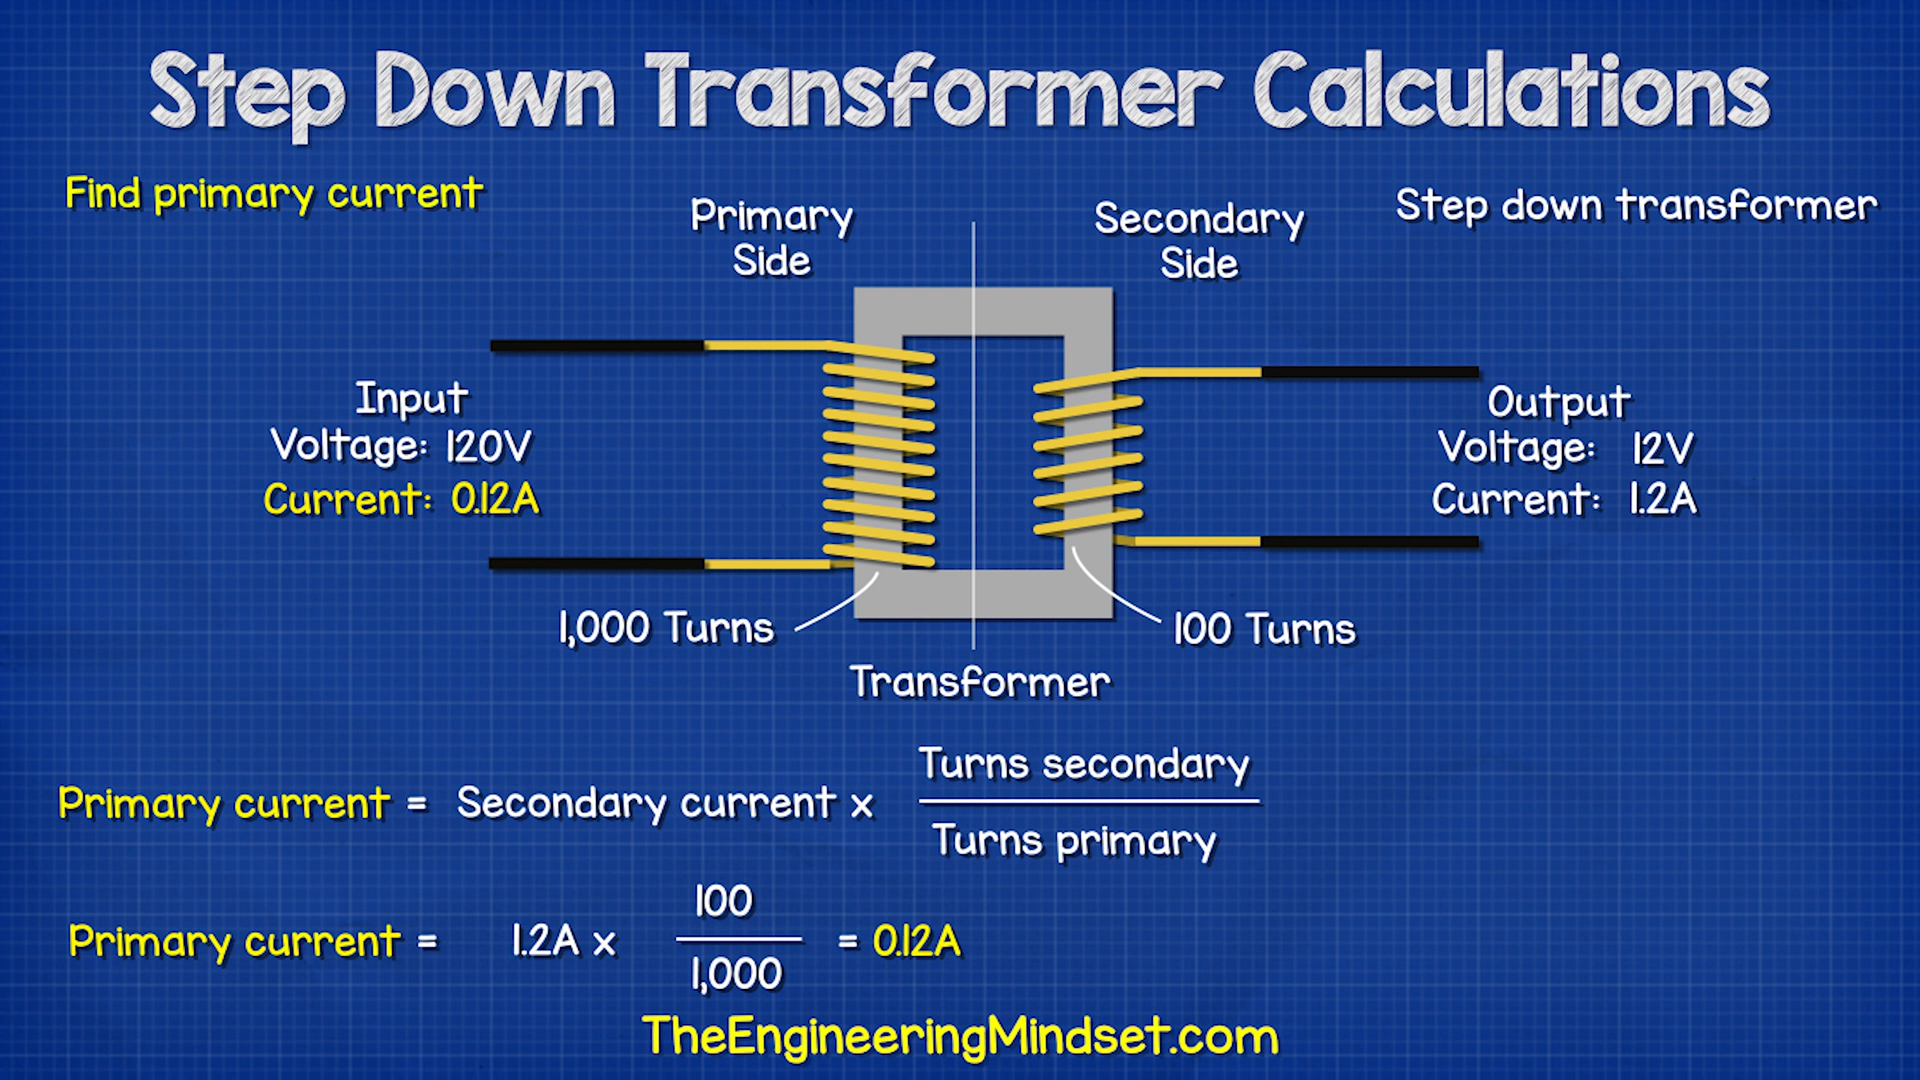 Step Down Transformer Calculations
Find primary current
Primary
Side
Secondary
Side
Step down transformer
Input
Voltage: 120V
Current: 0.12A
Output
Voltage: 12V
Current: 1.2A
1,000 Turns
100 Turns
Transformer
Primary current = Secondary current x
Turns secondary
Turns primary
Primary current = 1.2A x
100
1,000
= 0.12A
TheEngineeringMindset.com